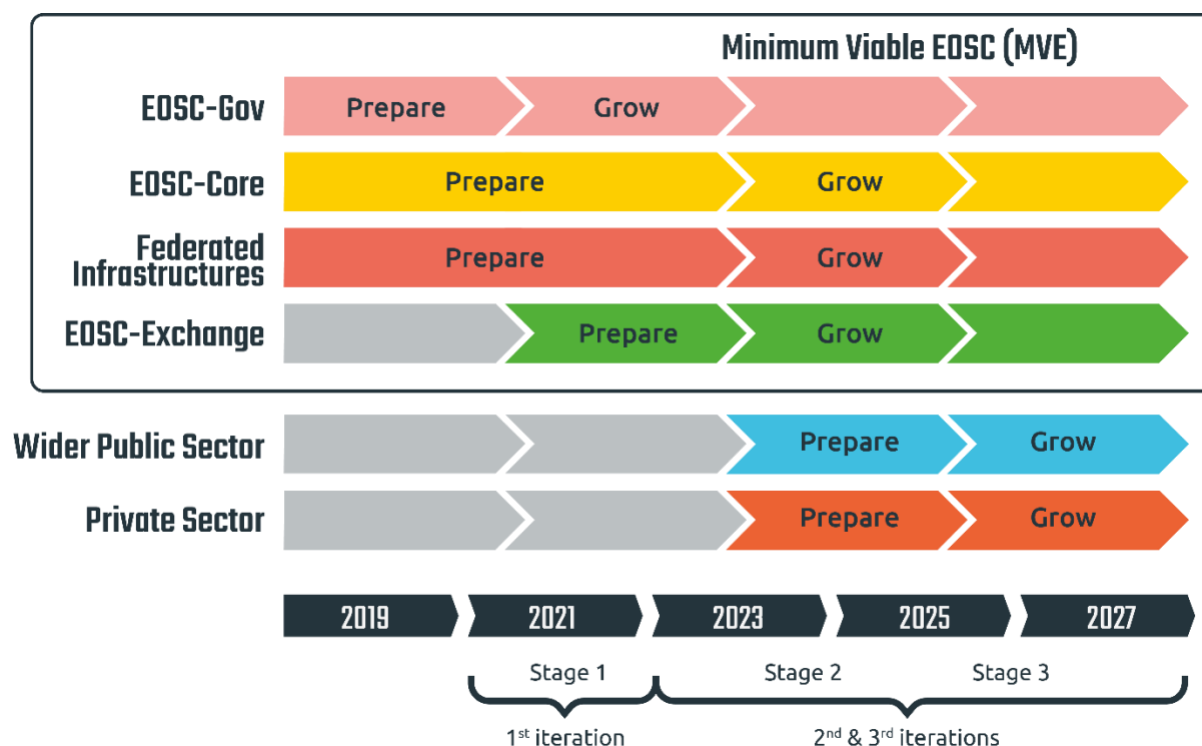 Minimum Viable EOSC (MVE)
EOSC-Gov
Prepare
Grow
EOSC-Core
Prepare
Grow
Federated
Infrastructures
Prepare
Grow
EOSC-Exchange
Prepare
Grow
Wider Public Sector
Prepare
Grow
Private Sector
Prepare
Grow
2019
2021
2023
2025
2027
Stage 1
Stage 2
Stage 3
1st iteration
2nd & 3rd iterations